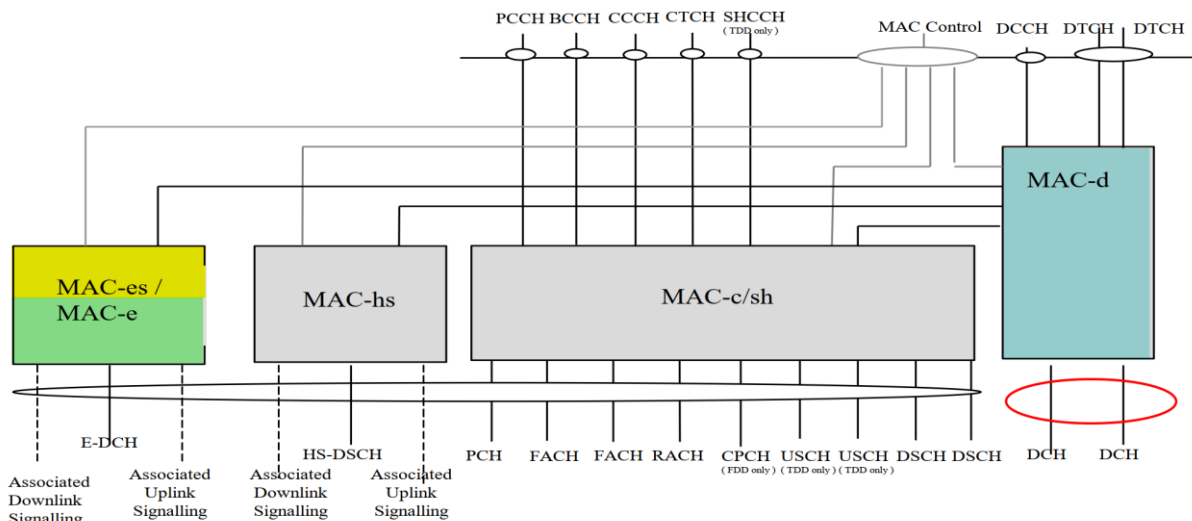 PCCH BCCH CCCH CTCH SHCCH
( TDD only )
MAC Control DCCH DTCH DTCH
MAC-d
MAC-es /
MAC-e
MAC-hs
MAC-c/sh
E-DCH
HS-DSCH
PCH FACH FACH RACH CPCH USCH USCH DSCH DSCH DCH DCH
( FDD only ) ( TDD only ) ( TDD only )
Associated
Downlink
Signalling
Associated
Uplink
Signalling
Associated
Downlink
Signalling
Associated
Uplink
Signalling